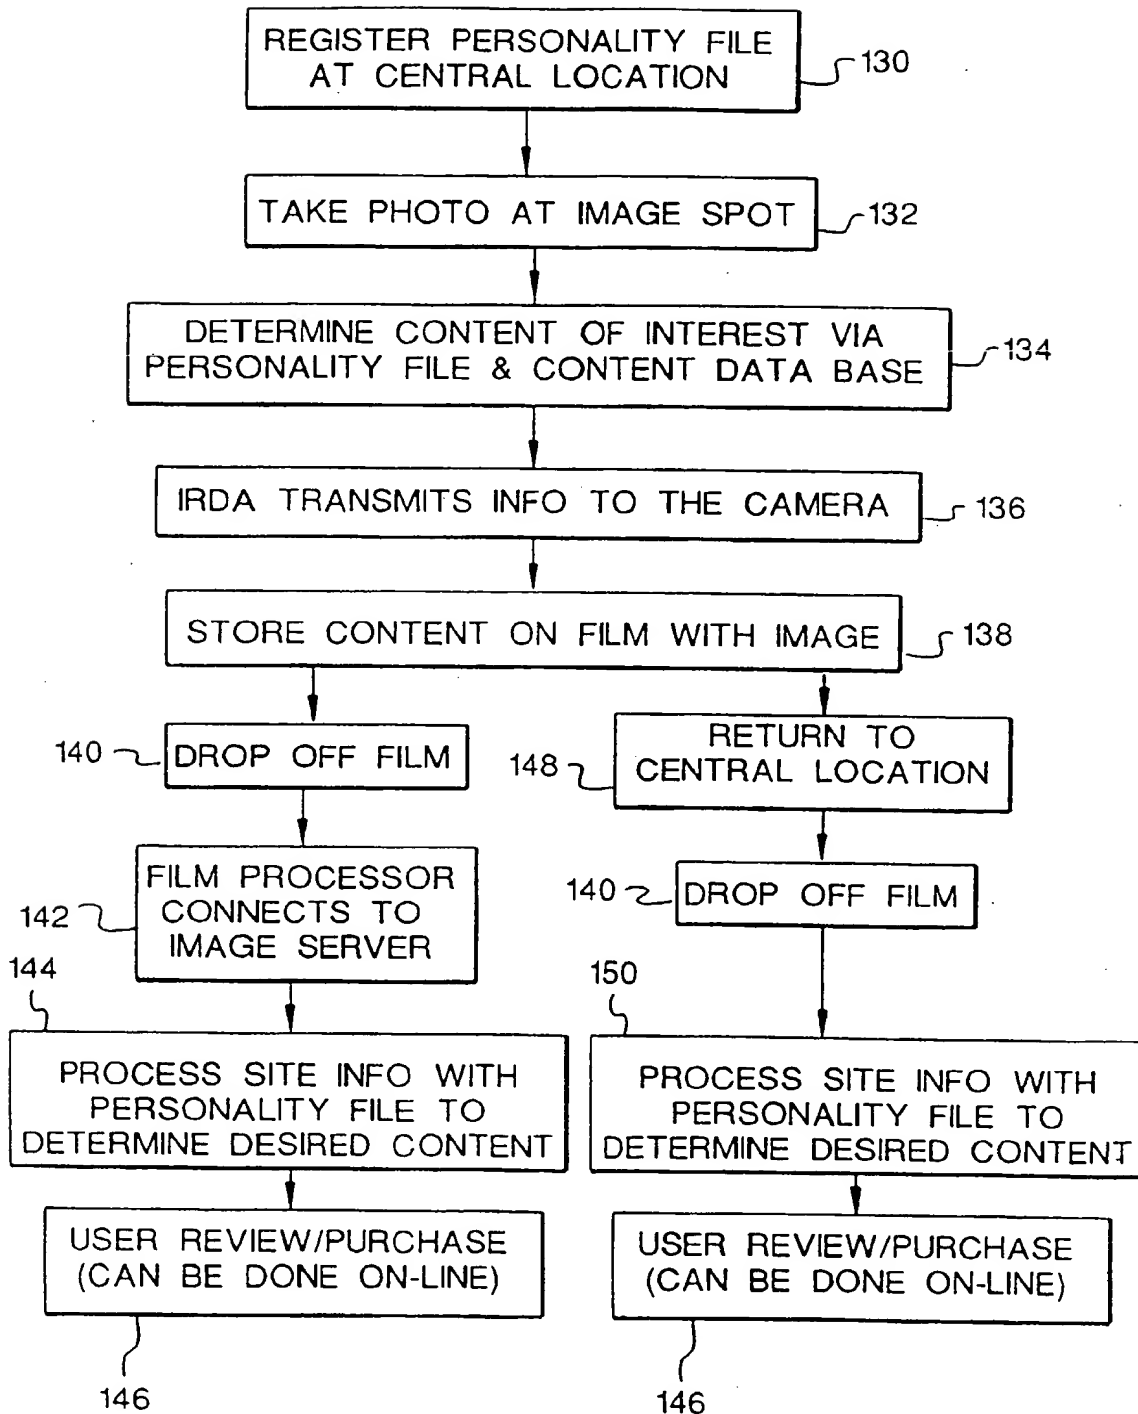 REGISTER PERSONALITY FILE
AT CENTRAL LOCATION
130
TAKE PHOTO AT IMAGE SPOT
132
DETERMINE CONTENT OF INTEREST VIA
PERSONALITY FILE & CONTENT DATA BASE
134
IRDA TRANSMITS INFO TO THE CAMERA
136
STORE CONTENT ON FILM WITH IMAGE
138
140
DROP OFF FILM
RETURN TO
CENTRAL LOCATION
148
FILM PROCESSOR
CONNECTS TO
IMAGE SERVER
142
140
DROP OFF FILM
144
PROCESS SITE INFO WITH
PERSONALITY FILE TO
DETERMINE DESIRED CONTENT
150
PROCESS SITE INFO WITH
PERSONALITY FILE TO
DETERMINE DESIRED CONTENT
USER REVIEW/PURCHASE
(CAN BE DONE ON-LINE)
146
USER REVIEW/PURCHASE
(CAN BE DONE ON-LINE)
146